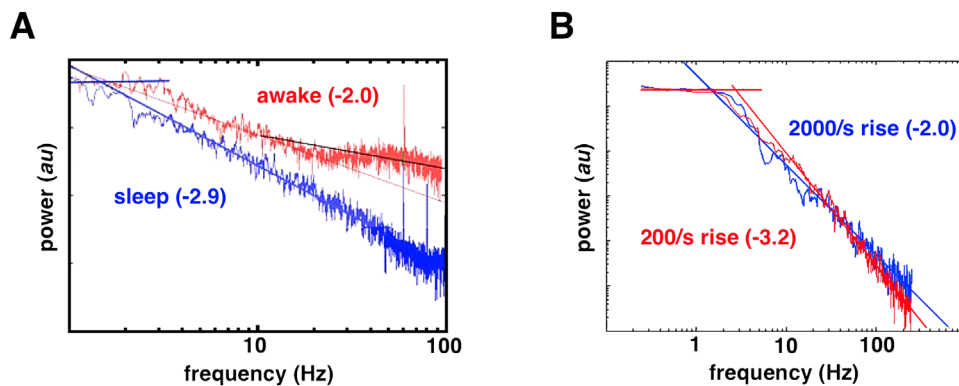 A
B
awake (-2.0)
sleep (-2.9)
power (au)
10
100
frequency (Hz)
2000/s rise (-2.0)
200/s rise (-3.2)
power (au)
1
10
100
frequency (Hz)